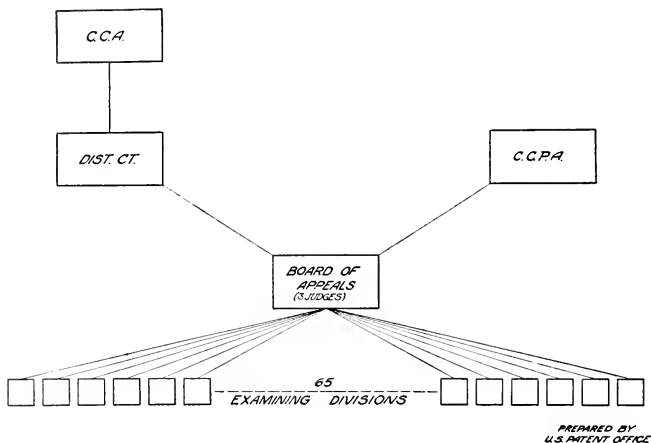 C.C.A.
DIST. CT.
C.C.P.A.
BOARD OF
APPEALS
(3 JUDGES)
65
EXAMINING DIVISIONS
PREPARED BY
U.S. PATENT OFFICE